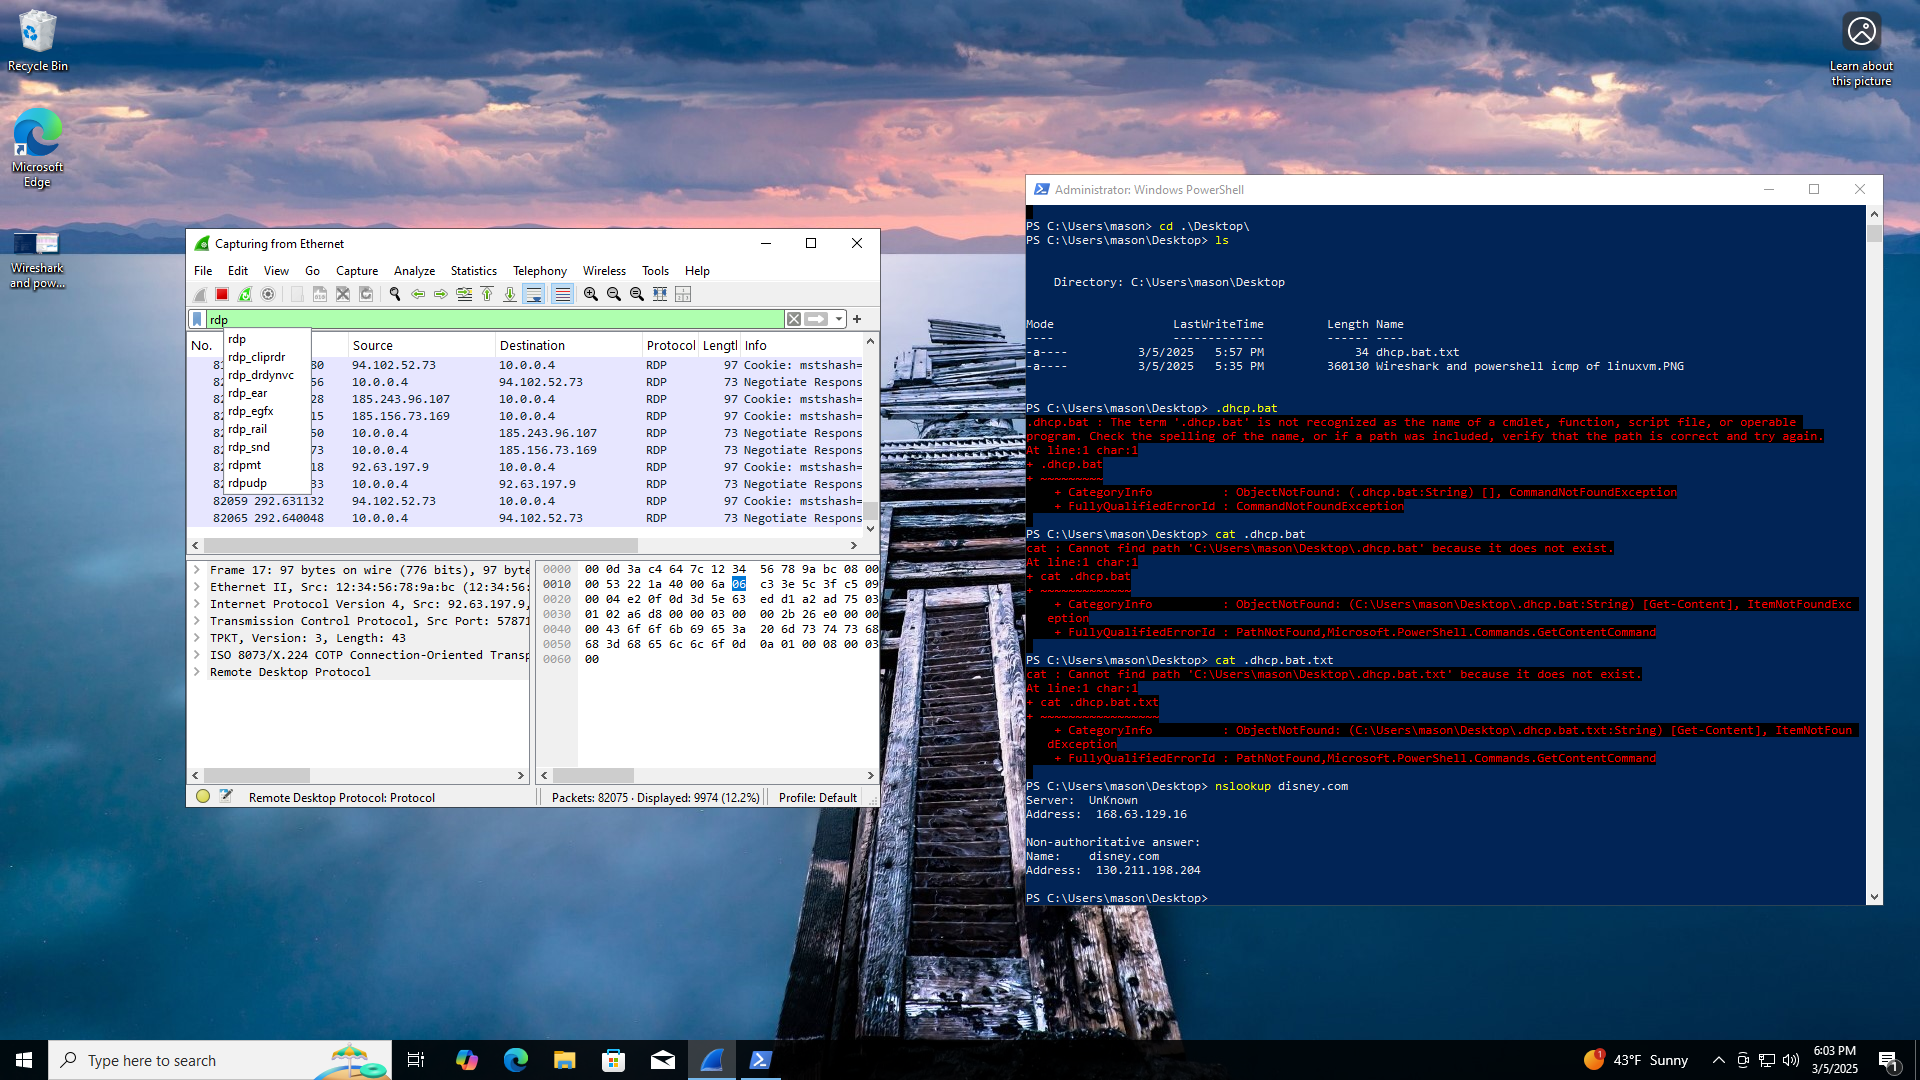 Recycle Bin
Microsoft
Edge
Wireshark
and pow...
Learn about
this picture
Capturing from Ethernet
File Edit View Go Capture Analyze Statistics Telephony Wireless Tools Help
rdp
No. Source Destination Protocol Lengtl Info
rdp
rdp_cliprdr
rdp_drdynvc
rdp_ear
rdp_egfx
rdp_rail
rdp_snd
rdpmt
rdpudp
81 80 94.102.52.73 10.0.0.4 RDP 97 Cookie: mstshash=
82 56 10.0.0.4 94.102.52.73 RDP 73 Negotiate Respons
82 28 185.243.96.107 10.0.0.4 RDP 97 Cookie: mstshash=
82 15 185.156.73.169 10.0.0.4 RDP 97 Cookie: mstshash=
82 50 10.0.0.4 185.243.96.107 RDP 73 Negotiate Respons
82 73 10.0.0.4 185.156.73.169 RDP 73 Negotiate Respons
82 18 92.63.197.9 10.0.0.4 RDP 97 Cookie: mstshash=
82 33 10.0.0.4 92.63.197.9 RDP 73 Negotiate Respons
82059 292.631132 94.102.52.73 10.0.0.4 RDP 97 Cookie: mstshash=
82065 292.640048 10.0.0.4 94.102.52.73 RDP 73 Negotiate Respons
Frame 17: 97 bytes on wire (776 bits), 97 byte
Ethernet II, Src: 12:34:56:78:9a:bc (12:34:56:
Internet Protocol Version 4, Src: 92.63.197.9,
Transmission Control Protocol, Src Port: 57871
TPKT, Version: 3, Length: 43
ISO 8073/X.224 COTP Connection-Oriented Transp
Remote Desktop Protocol
0000 00 0d 3a c4 64 7c 12 34 56 78 9a bc 08 00
0010 00 53 22 1a 40 00 6a 06 c3 3e 5c 3f c5 09
0020 00 04 e2 0f 0d 3d 5e 63 ed d1 a2 ad 75 03
0030 01 02 a6 d8 00 00 03 00 00 2b 26 e0 00 00
0040 00 43 6f 6f 6b 69 65 3a 20 6d 73 74 73 68
0050 68 3d 68 65 6c 6c 6f 0d 0a 01 00 08 00 03
0060 00
Remote Desktop Protocol: Protocol Packets: 82075 · Displayed: 9974 (12.2%) Profile: Default
Administrator: Windows PowerShell
PS C:\Users\mason> cd .\Desktop\
PS C:\Users\mason\Desktop> ls
Directory: C:\Users\mason\Desktop
Mode LastWriteTime Length Name
---- ------------- ------ ----
-a---- 3/5/2025 5:57 PM 34 dhcp.bat.txt
-a---- 3/5/2025 5:35 PM 360130 Wireshark and powershell icmp of linuxvm.PNG
PS C:\Users\mason\Desktop> .dhcp.bat
.dhcp.bat : The term '.dhcp.bat' is not recognized as the name of a cmdlet, function, script file, or operable
program. Check the spelling of the name, or if a path was included, verify that the path is correct and try again.
At line:1 char:1
+ .dhcp.bat
+ ~~~~~~~~~
+ CategoryInfo : ObjectNotFound: (.dhcp.bat:String) [], CommandNotFoundException
+ FullyQualifiedErrorId : CommandNotFoundException
PS C:\Users\mason\Desktop> cat .dhcp.bat
cat : Cannot find path 'C:\Users\mason\Desktop\.dhcp.bat' because it does not exist.
At line:1 char:1
+ cat .dhcp.bat
+ ~~~~~~~~~~~~~
+ CategoryInfo : ObjectNotFound: (C:\Users\mason\Desktop\.dhcp.bat:String) [Get-Content], ItemNotFoundExc
eption
+ FullyQualifiedErrorId : PathNotFound,Microsoft.PowerShell.Commands.GetContentCommand
PS C:\Users\mason\Desktop> cat .dhcp.bat.txt
cat : Cannot find path 'C:\Users\mason\Desktop\.dhcp.bat.txt' because it does not exist.
At line:1 char:1
+ cat .dhcp.bat.txt
+ ~~~~~~~~~~~~~~~~~
+ CategoryInfo : ObjectNotFound: (C:\Users\mason\Desktop\.dhcp.bat.txt:String) [Get-Content], ItemNotFoun
dException
+ FullyQualifiedErrorId : PathNotFound,Microsoft.PowerShell.Commands.GetContentCommand
PS C:\Users\mason\Desktop> nslookup disney.com
Server: UnKnown
Address: 168.63.129.16
Non-authoritative answer:
Name: disney.com
Address: 130.211.198.204
PS C:\Users\mason\Desktop>
Type here to search
1 43°F Sunny
6:03 PM
3/5/2025
1